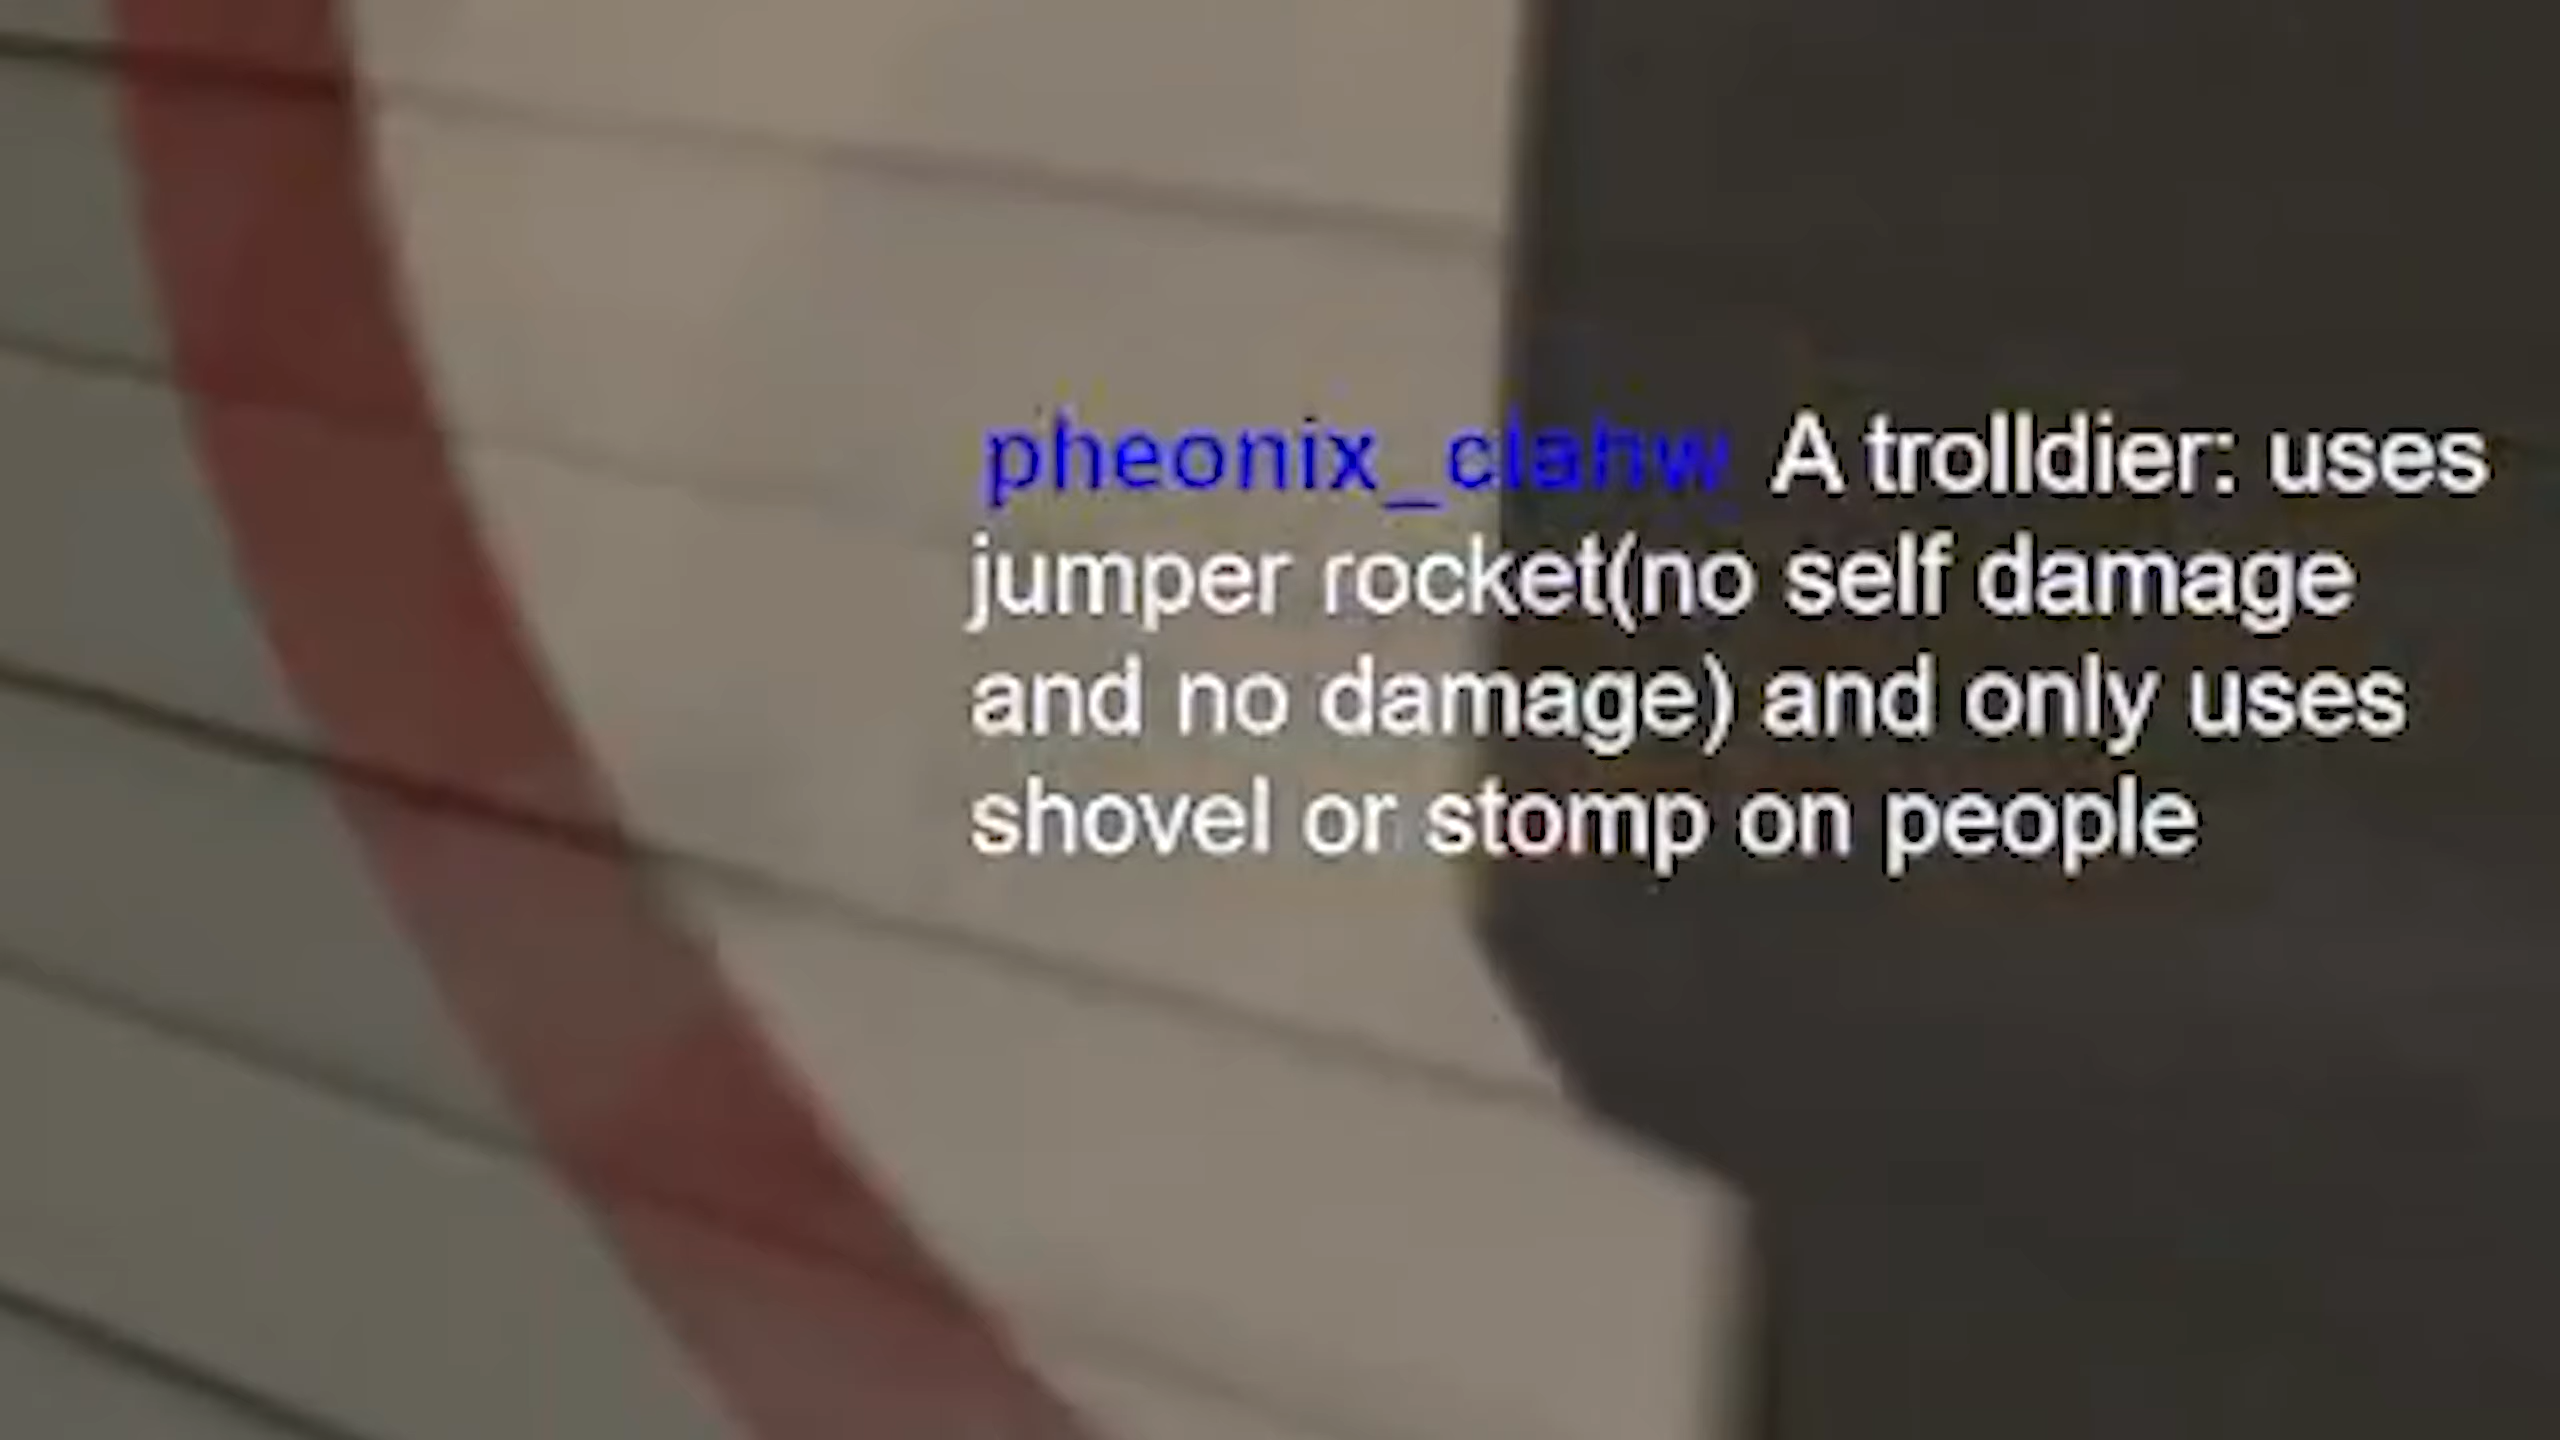 pheonix_clahw A trolldier: uses
jumper rocket(no self damage
and no damage) and only uses
shovel or stomp on people